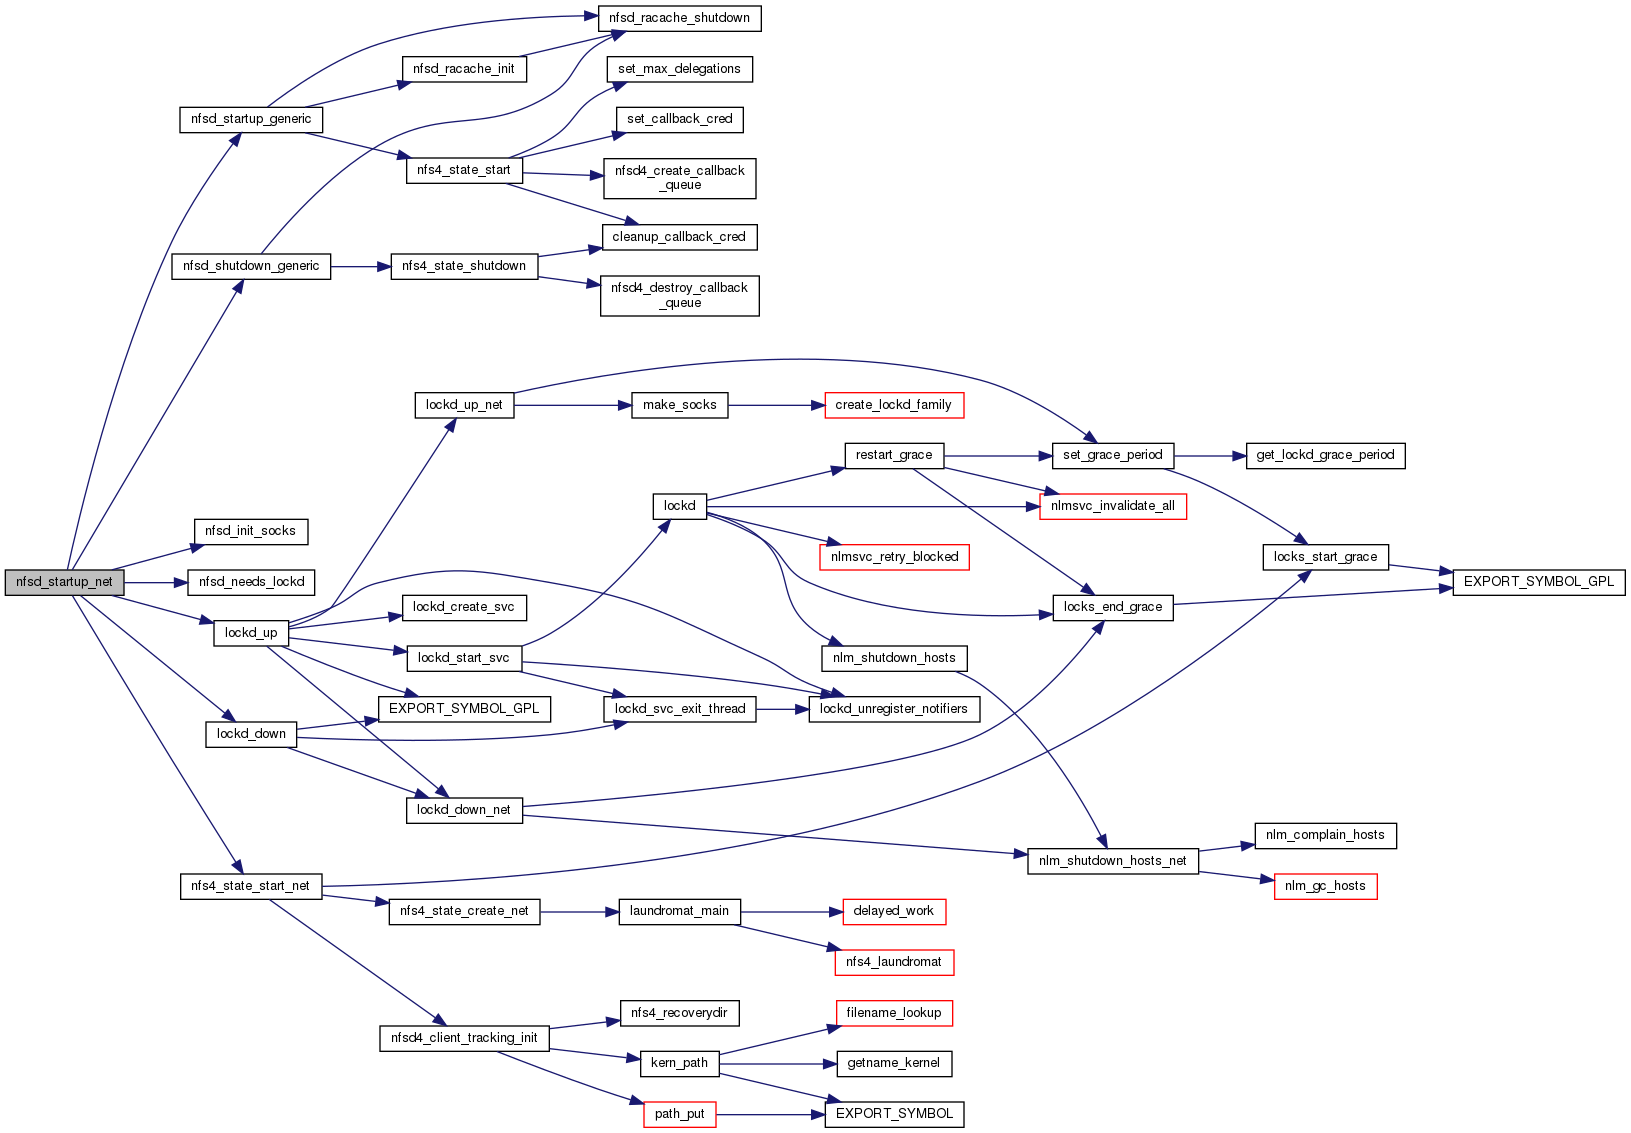 nfsd_racache_shutdown
nfsd_racache_init
set_max_delegations
nfsd_startup_generic
set_callback_cred
nfs4_state_start
nfsd4_create_callback
_queue
cleanup_callback_cred
nfsd_shutdown_generic
nfs4_state_shutdown
nfsd4_destroy_callback
_queue
lockd_up_net
make_socks
create_lockd_family
restart_grace
set_grace_period
get_lockd_grace_period
lockd
nlmsvc_invalidate_all
nfsd_init_socks
nlmsvc_retry_blocked
locks_start_grace
nfsd_startup_net
nfsd_needs_lockd
EXPORT_SYMBOL_GPL
lockd_create_svc
locks_end_grace
lockd_up
lockd_start_svc
nlm_shutdown_hosts
EXPORT_SYMBOL_GPL
lockd_svc_exit_thread
lockd_unregister_notifiers
lockd_down
lockd_down_net
nlm_complain_hosts
nlm_shutdown_hosts_net
nfs4_state_start_net
nlm_gc_hosts
nfs4_state_create_net
laundromat_main
delayed_work
nfs4_laundromat
nfs4_recoverydir
filename_lookup
nfsd4_client_tracking_init
kern_path
getname_kernel
path_put
EXPORT_SYMBOL